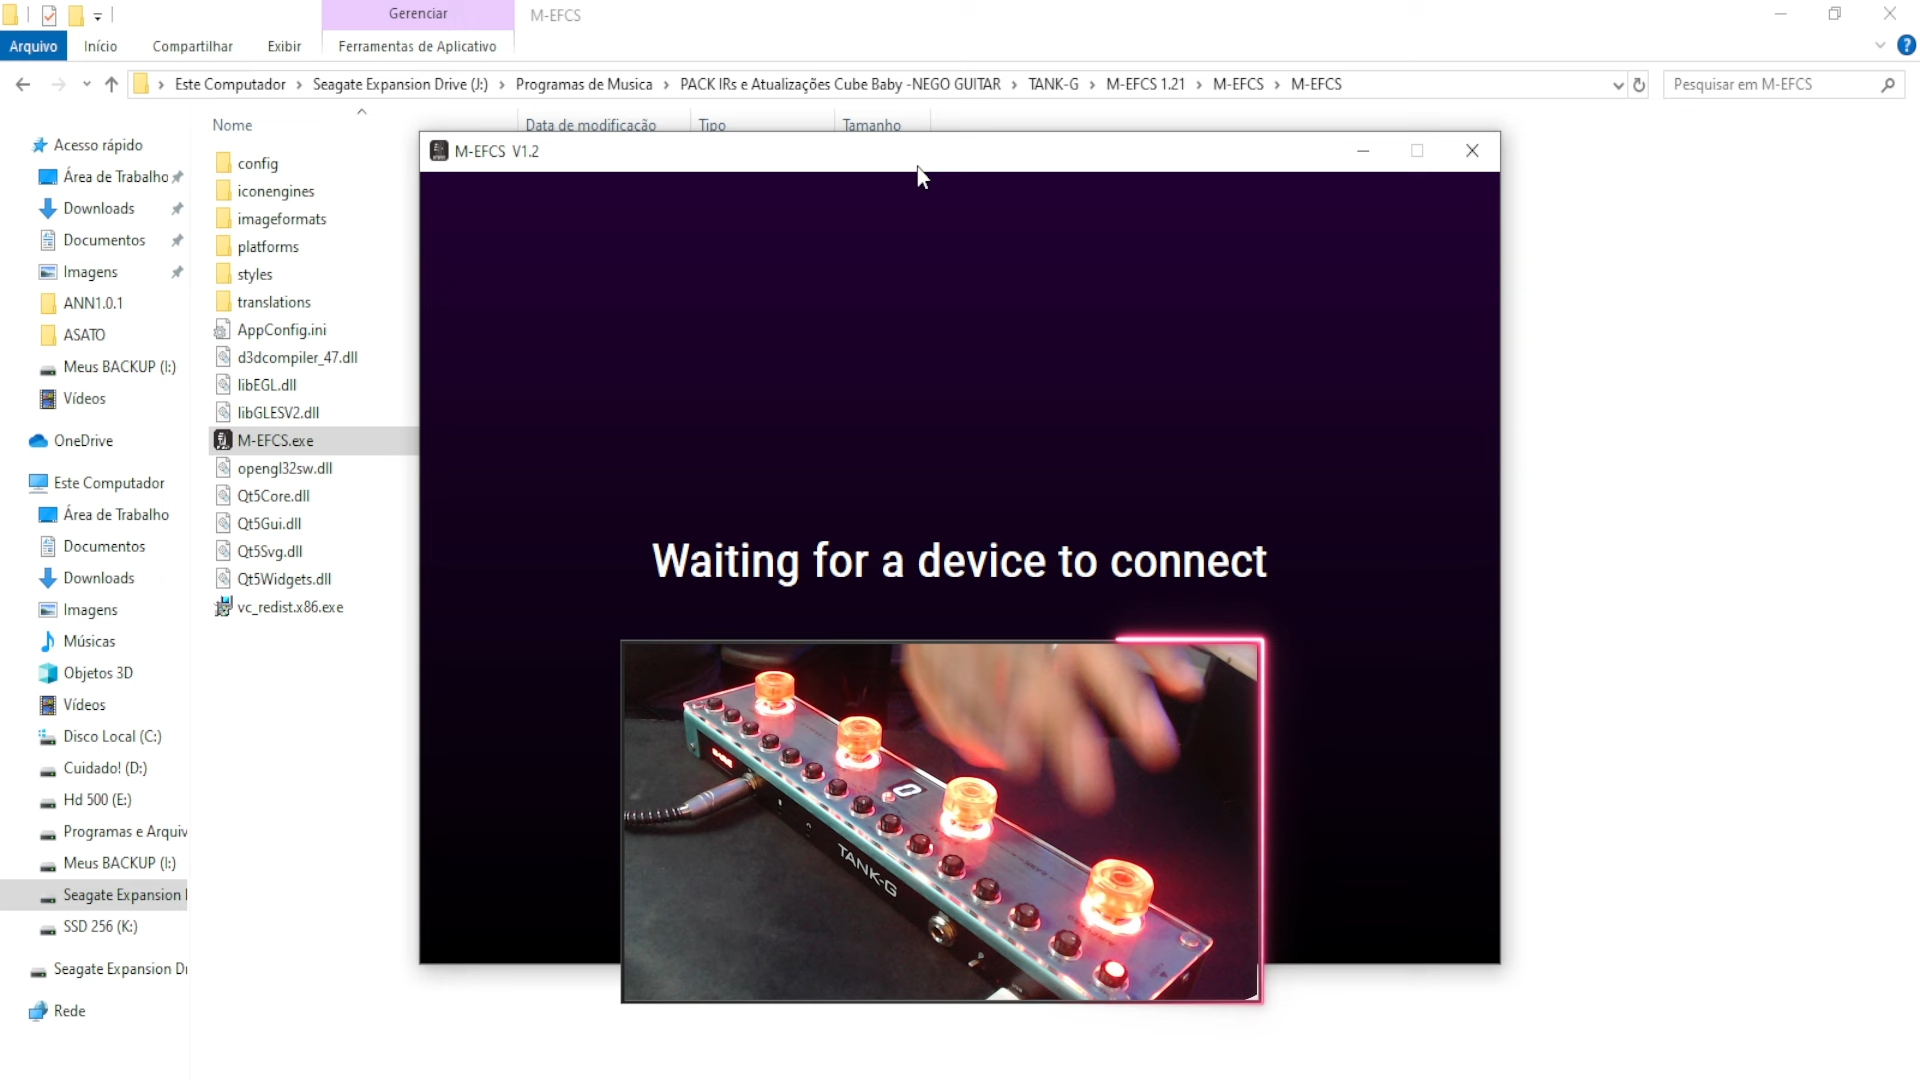 Gerenciar
M-EFCS
Arquivo
Início
Compartilhar
Exibir
Ferramentas de Aplicativo
Este Computador
Seagate Expansion Drive (J:)
Programas de Musica
PACK IRs e Atualizações Cube Baby -NEGO GUITAR
TANK-G
M-EFCS 1.21
M-EFCS
M-EFCS
Pesquisar em M-EFCS
Acesso rápido
Área de Trabalho
Downloads
Documentos
Imagens
ANN1.0.1
ASATO
Meus BACKUP (I:)
Vídeos
OneDrive
Este Computador
Área de Trabalho
Documentos
Downloads
Imagens
Músicas
Objetos 3D
Vídeos
Disco Local (C:)
Cuidado! (D:)
Hd 500 (E:)
Programas e Arquiv
Meus BACKUP (I:)
Seagate Expansion
SSD 256 (K:)
Seagate Expansion Dr
Rede
Nome
Data de modificação
Tipo
Tamanho
config
iconengines
imageformats
platforms
styles
translations
AppConfig.ini
d3dcompiler_47.dll
libEGL.dll
libGLESV2.dll
M-EFCS.exe
opengl32sw.dll
Qt5Core.dll
Qt5Gui.dll
Qt5Svg.dll
Qt5Widgets.dll
vc_redist.x86.exe
M-EFCS V1.2
Waiting for a device to connect
0
TANK-G